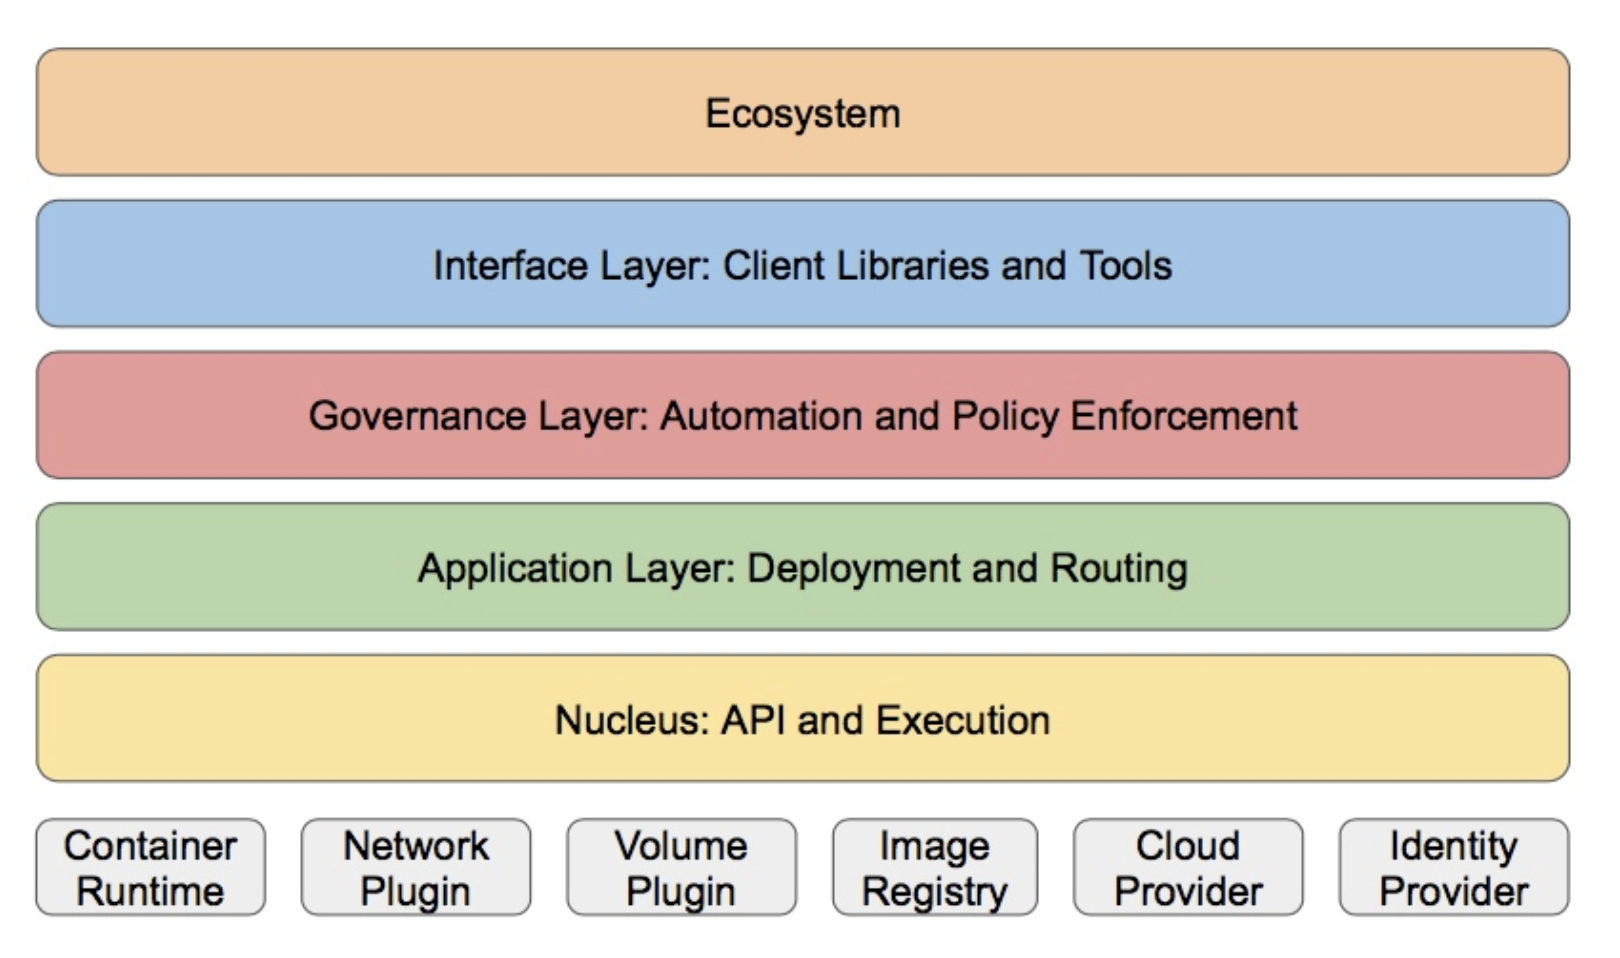 Ecosystem
Interface Layer: Client Libraries and Tools
Governance Layer: Automation and Policy Enforcement
Application Layer: Deployment and Routing
Nucleus: API and Execution
Container
Runtime
Network
Plugin
Volume
Plugin
Image
Registry
Cloud
Provider
Identity
Provider